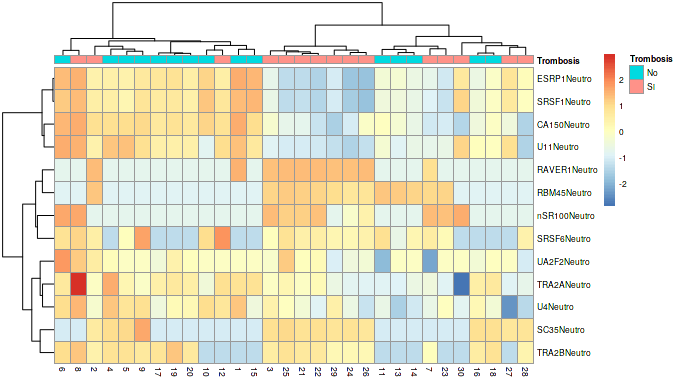 Trombosis
ESRP1Neutro
SRSF1Neutro
CA150Neutro
U11Neutro
RAVER1Neutro
RBM45Neutro
nSR100Neutro
SRSF6Neutro
UA2F2Neutro
TRA2ANeutro
U4Neutro
SC35Neutro
TRA2BNeutro
6 8 2 4 5 9 17 19 20 10 12 1 15 3 25 21 22 29 24 26 11 13 14 7 23 30 16 18 27 28
2
1
0
-1
-2
Trombosis
No
SI